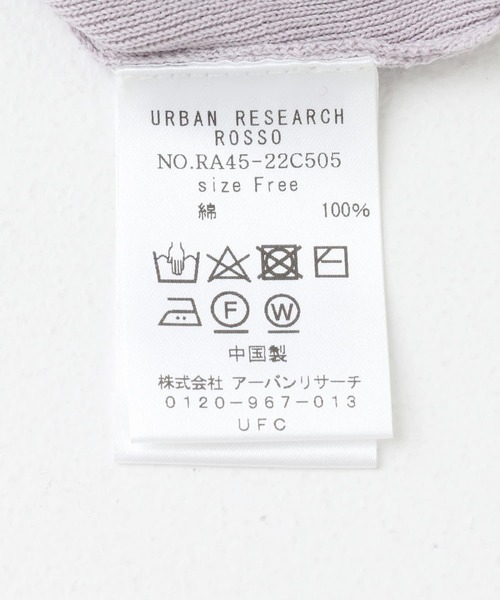 URBAN RESEARCH
ROSSO
NO.RA45-22C505
size Free
綿 100%
F W
中国製
株式会社 アーバンリサーチ
0120-967-013
UFC